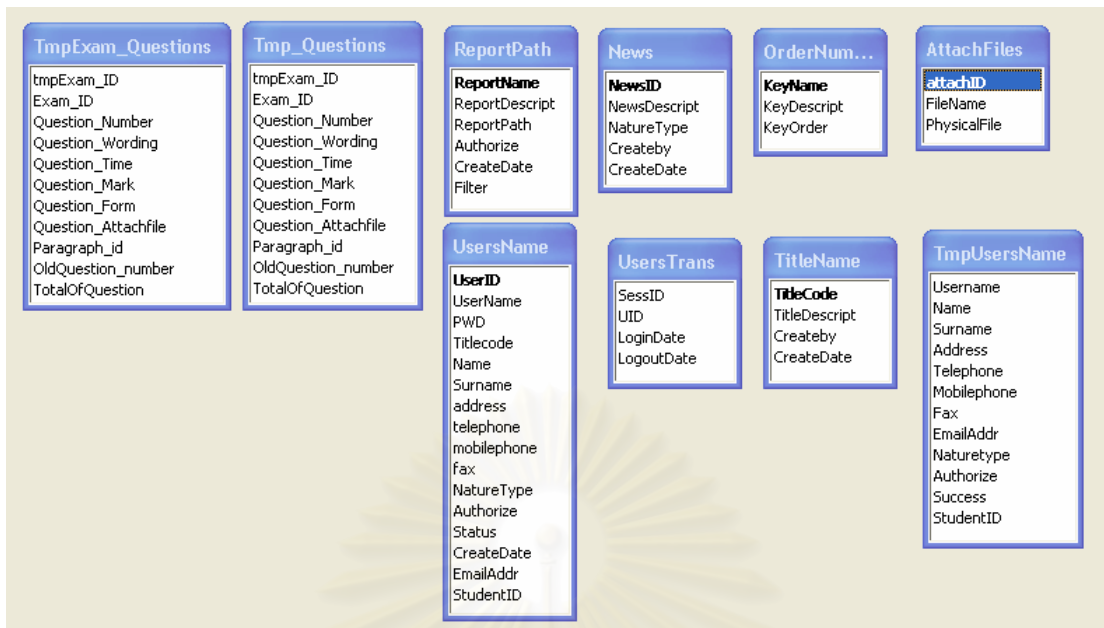 TmpExam_Questions
tmpExam_ID
Exam_ID
Question_Number
Question_Wording
Question_Time
Question_Mark
Question_Form
Question_Attachfile
Paragraph_id
OldQuestion_number
TotalOfQuestion
Tmp_Questions
tmpExam_ID
Exam_ID
Question_Number
Question_Wording
Question_Time
Question_Mark
Question_Form
Question_Attachfile
Paragraph_id
OldQuestion_number
TotalOfQuestion
ReportPath
ReportName
ReportDescript
ReportPath
Authorize
CreateDate
Filter
News
NewsID
NewsDescript
NatureType
Createby
CreateDate
OrderNum...
KeyName
KeyDescript
KeyOrder
AttachFiles
attachID
FileName
PhysicalFile
UsersName
UserID
UserName
PWD
Titlecode
Name
Surname
address
telephone
mobilephone
fax
NatureType
Authorize
Status
CreateDate
EmailAddr
StudentID
UsersTrans
SessID
UID
LoginDate
LogoutDate
TitleName
TitleCode
TitleDescript
Createby
CreateDate
TmpUsersName
Username
Name
Surname
Address
Telephone
Mobilephone
Fax
EmailAddr
Naturetype
Authorize
Success
StudentID